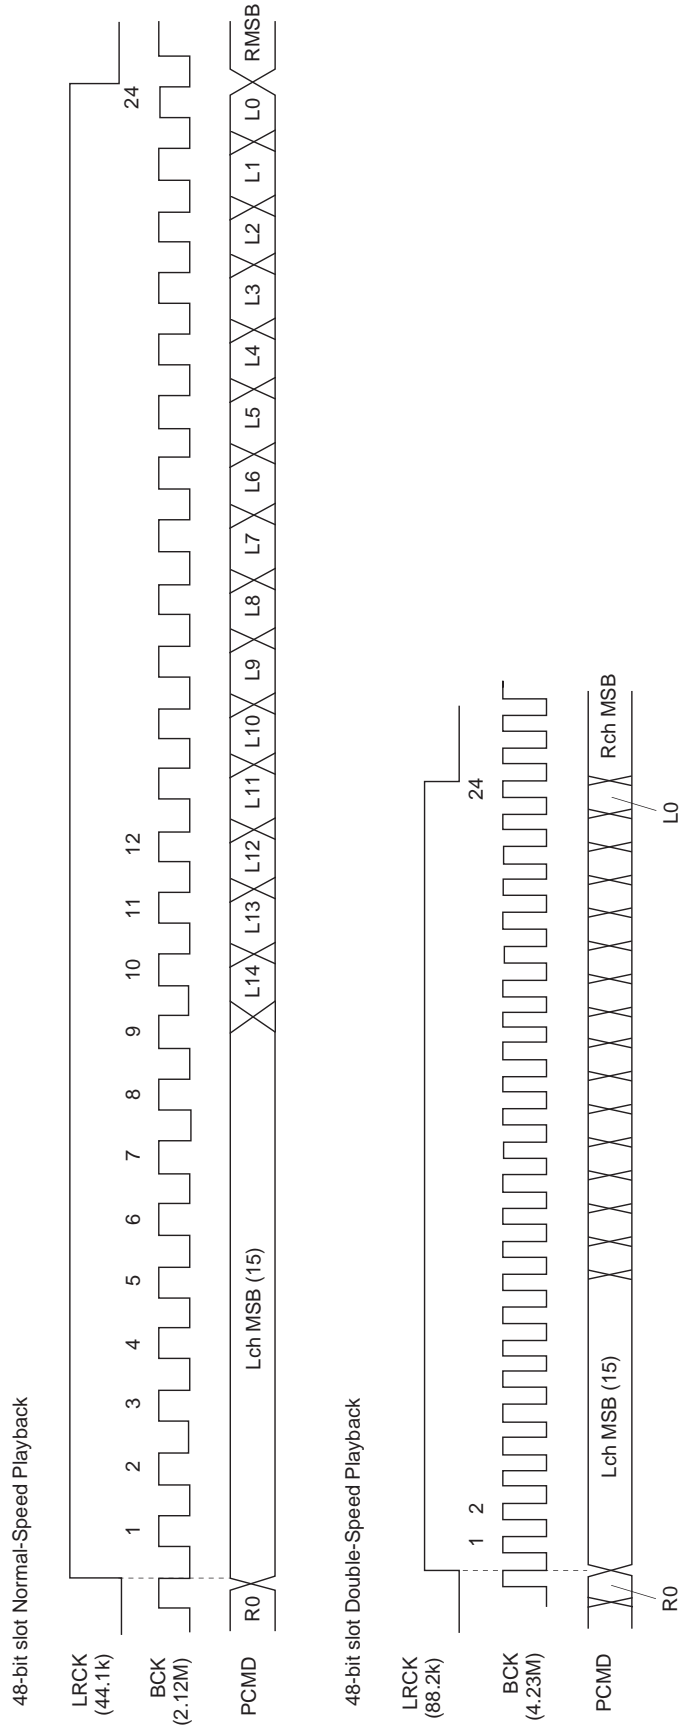 48-bit slot Normal-Speed Playback
LRCK
(44.1k)
1 2 3 4 5 6 7 8 9 10 11 12 24
BCK
(2.12M)
PCMD
R0 Lch MSB (15) L14 L13 L12 L11 L10 L9 L8 L7 L6 L5 L4 L3 L2 L1 L0 RMSB
48-bit slot Double-Speed Playback
LRCK
(88.2k)
1 2 24
BCK
(4.23M)
PCMD
Lch MSB (15) Rch MSB
R0 L0